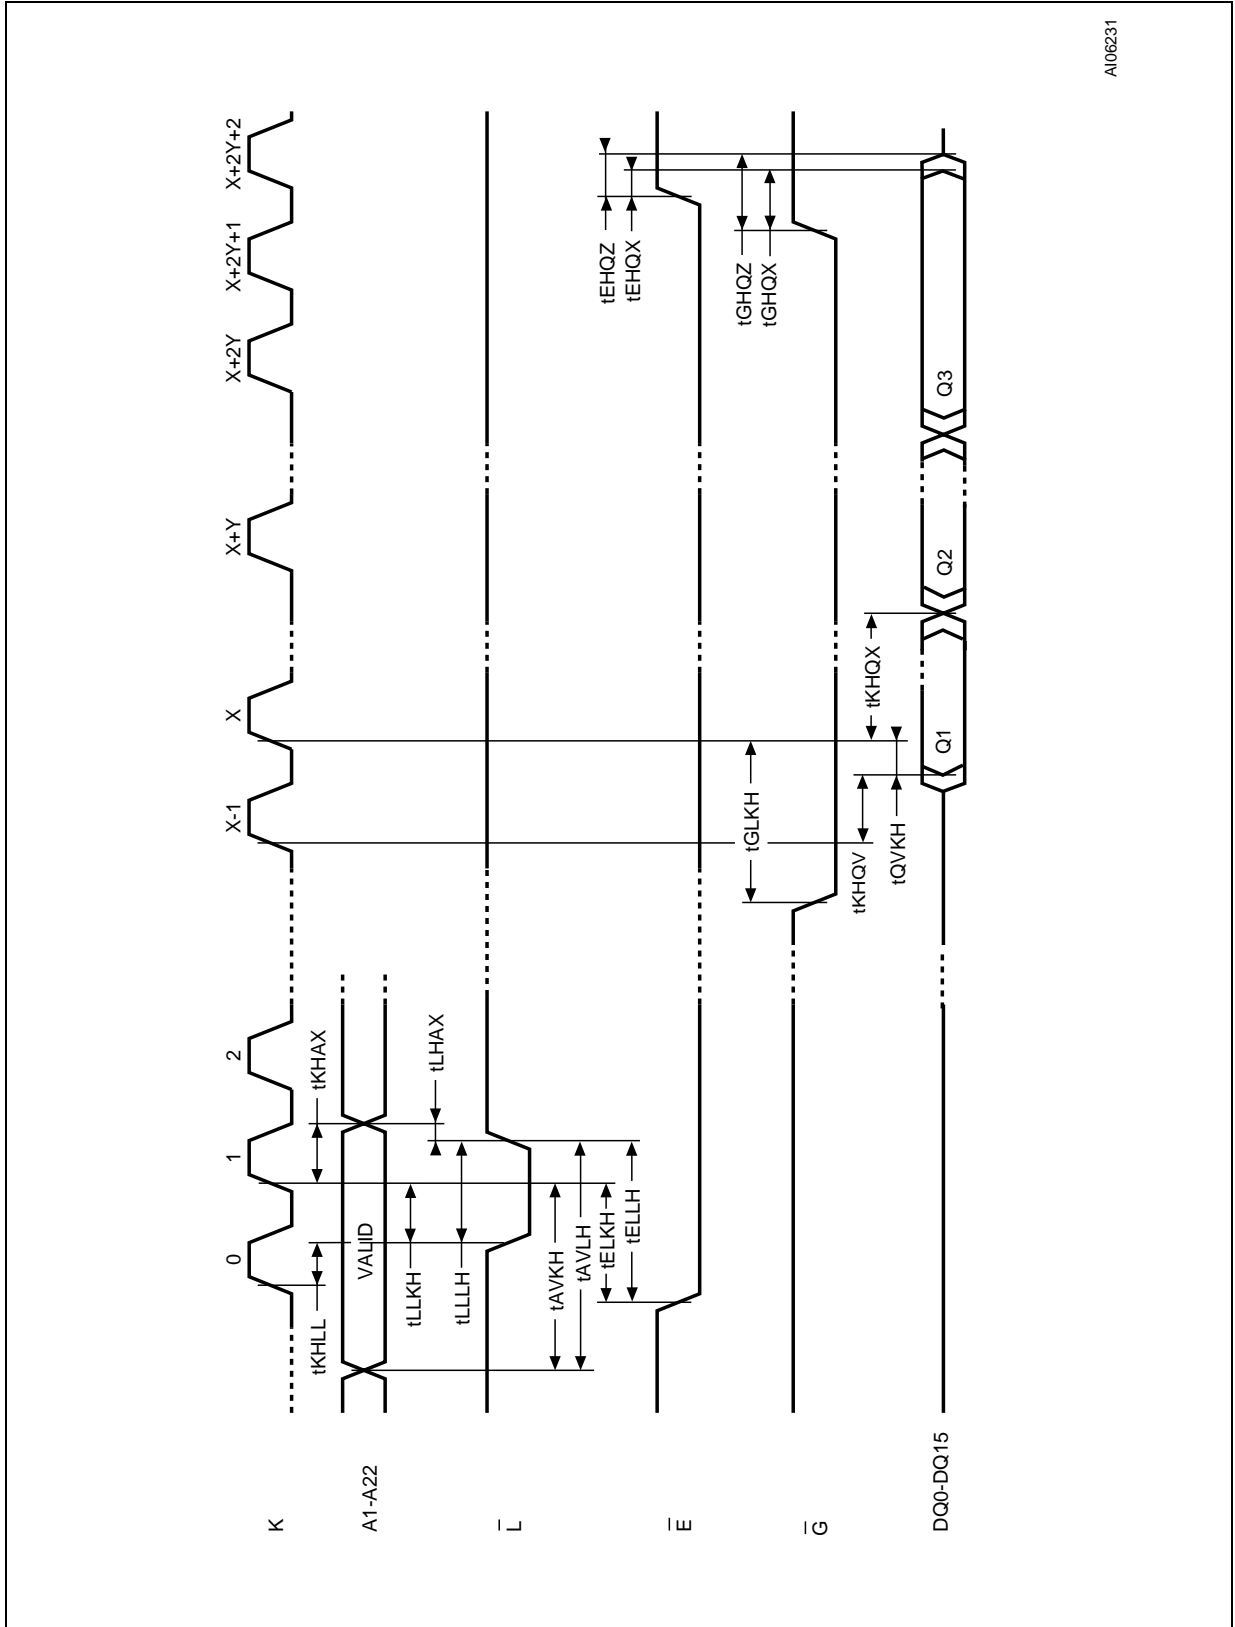 K
0
1
2
X-1
X
X+Y
X+2Y
X+2Y+1
X+2Y+2
tKHLL
tKHAX
A1-A22
VALID
tLLKH
tLHAX
tLLLH
L
tAVKH
tAVLH
tELKH
tELLH
tEHQZ
tEHQX
E
tGLKH
tGHQZ
tGHQX
G
tKHQV
tKHQX
tQVKH
DQ0-DQ15
Q1
Q2
Q3
AI06231